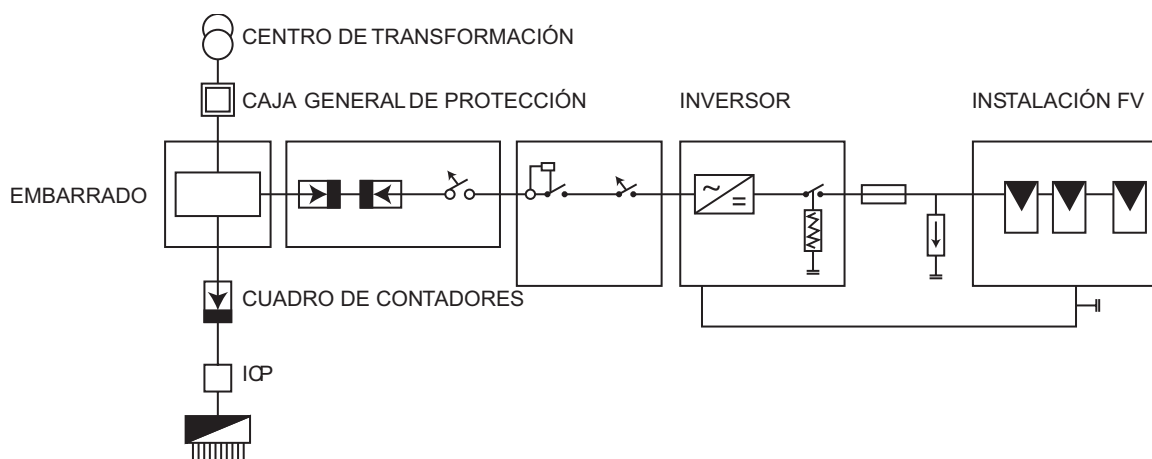 CENTRO DE TRANSFORMACIÓN
CAJA GENERAL DE PROTECCIÓN
INVERSOR
INSTALACIÓN FV
EMBARRADO
CUADRO DE CONTADORES
ICP